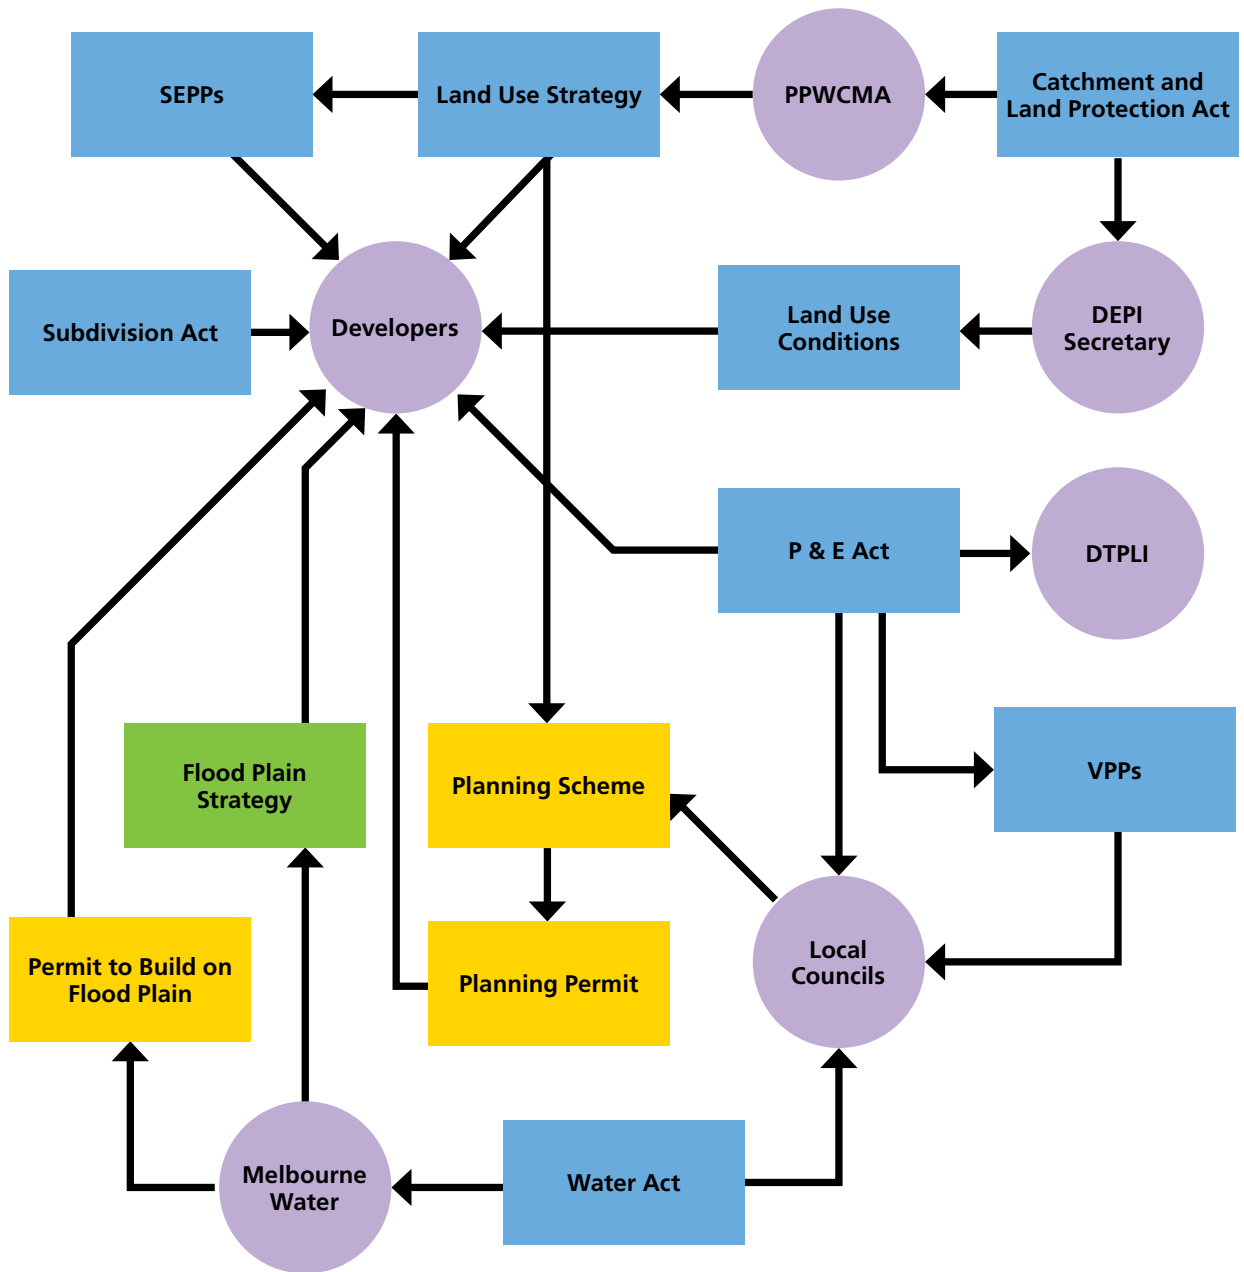 SEPPs
Land Use Strategy
PPWCMA
Catchment and
Land Protection Act
Subdivision Act
Developers
Land Use
Conditions
DEPI
Secretary
P & E Act
DTPLI
Flood Plain
Strategy
Planning Scheme
VPPs
Permit to Build on
Flood Plain
Planning Permit
Local
Councils
Melbourne
Water
Water Act